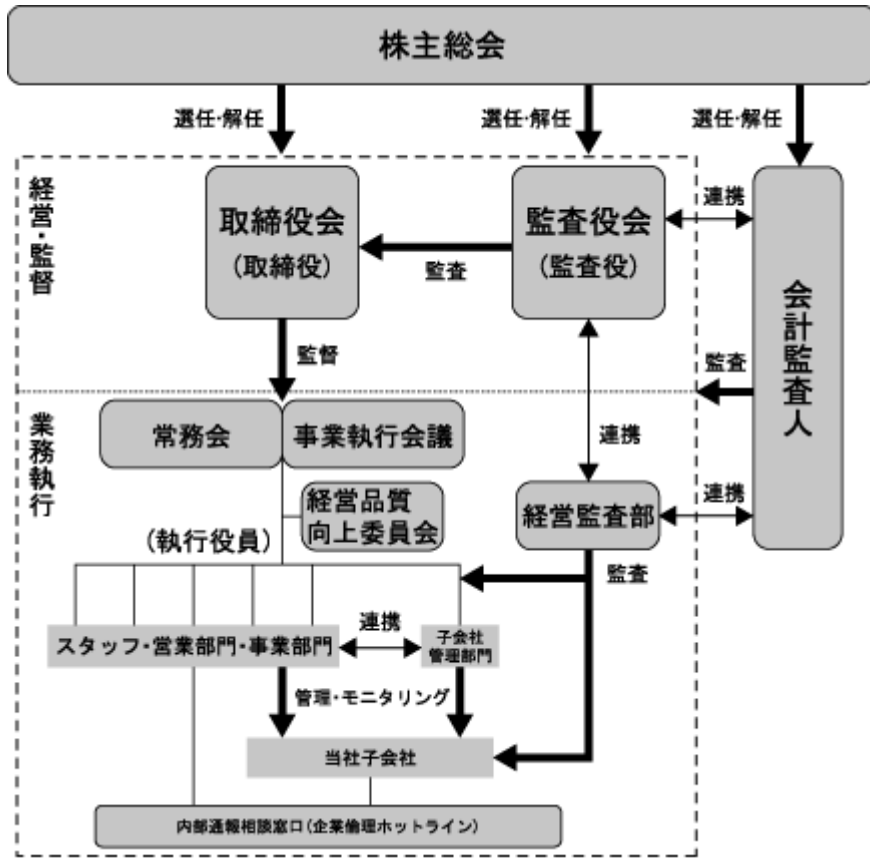 株主総会
選任・解任
選任・解任
選任・解任
経営・監督
取締役会
(取締役)
監査役会
(監査役)
連携
会計監査人
監査
監督
監査
業務執行
常務会
事業執行会議
連携
経営品質
向上委員会
経営監査部
連携
(執行役員)
監査
スタッフ・営業部門・事業部門
連携
子会社
管理部門
管理・モニタリング
当社子会社
内部通報相談窓口(企業倫理ホットライン)